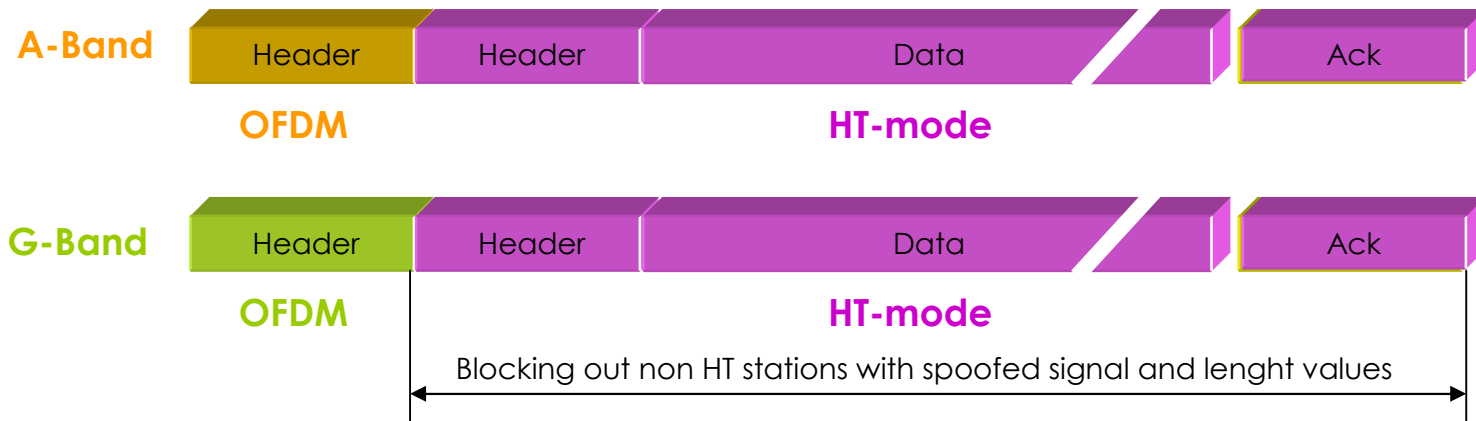 A-Band Header Header Data Ack
OFDM HT-mode
G-Band Header Header Data Ack
OFDM HT-mode
Blocking out non HT stations with spoofed signal and lenght values